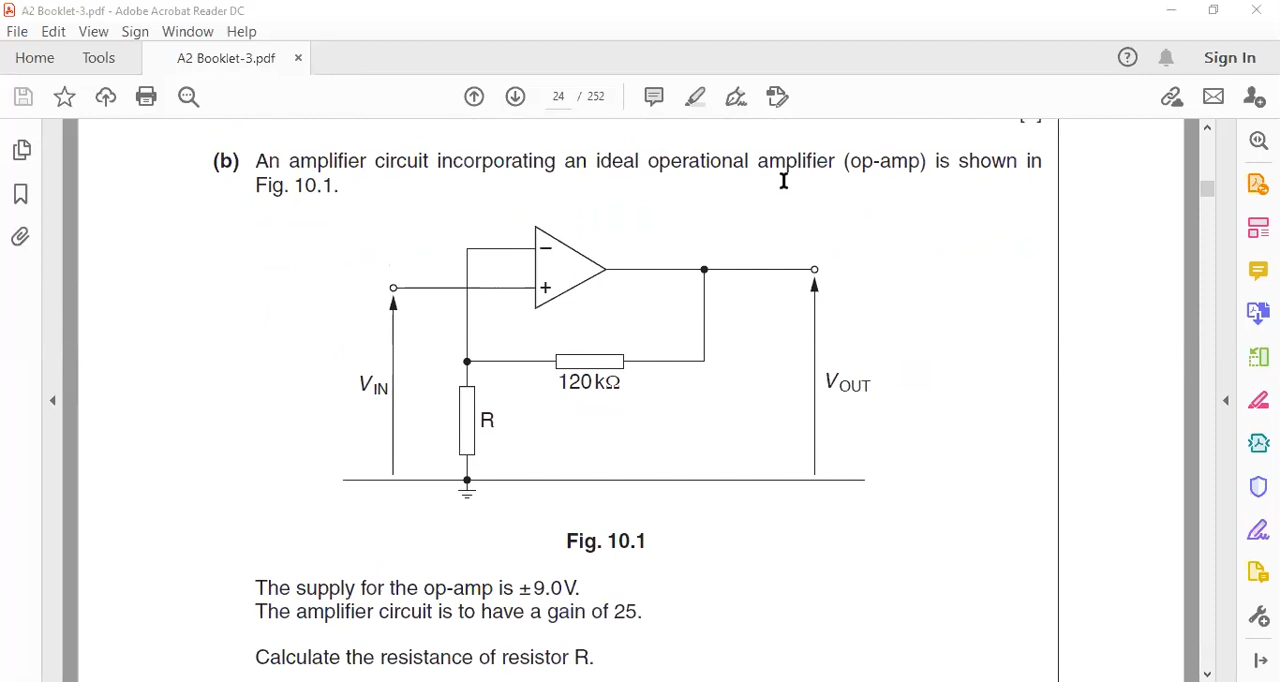 A2 Booklet-3.pdf - Adobe Acrobat Reader DC
File Edit View Sign Window Help
Home Tools A2 Booklet-3.pdf × Sign In
24 / 252
(b) An amplifier circuit incorporating an ideal operational amplifier (op-amp) is shown in
Fig. 10.1.
−
+
VIN
120 kΩ
VOUT
R
Fig. 10.1
The supply for the op-amp is ±9.0V.
The amplifier circuit is to have a gain of 25.
Calculate the resistance of resistor R.